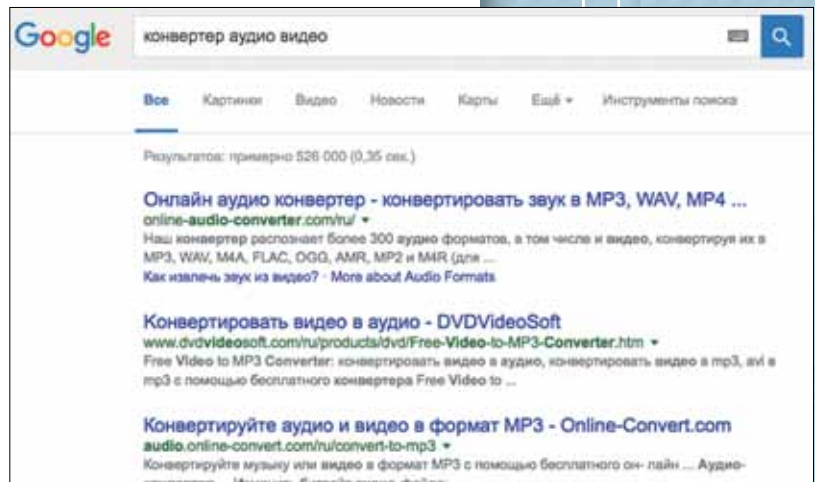 Google
конвертер аудио видео
Все Картинки Видео Новости Карты Ещё Инструменты поиска
Результатов: примерно 526 000 (0,35 сек.)
Онлайн аудио конвертер - конвертировать звук в MP3, WAV, MP4 ...
online-audio-converter.com/ru/
Наш конвертер распознает более 300 аудио форматов, в том числе и видео, конвертируя их в
MP3, WAV, M4A, FLAC, OGG, AMR, MP2 и M4R (для ...
Как извлечь звук из видео? · More about Audio Formats
Конвертировать видео в аудио - DVDVideoSoft
www.dvdvideosoft.com/ru/products/dvd/Free-Video-to-MP3-Converter.htm
Free Video to MP3 Converter: конвертировать видео в аудио, конвертировать видео в mp3, avi в
mp3 с помощью бесплатного конвертера Free Video to ...
Конвертируйте аудио и видео в формат MP3 - Online-Convert.com
audio.online-convert.com/ru/convert-to-mp3
Конвертируйте музыку или видео в формат MP3 с помощью бесплатного он- лайн ... Аудио-